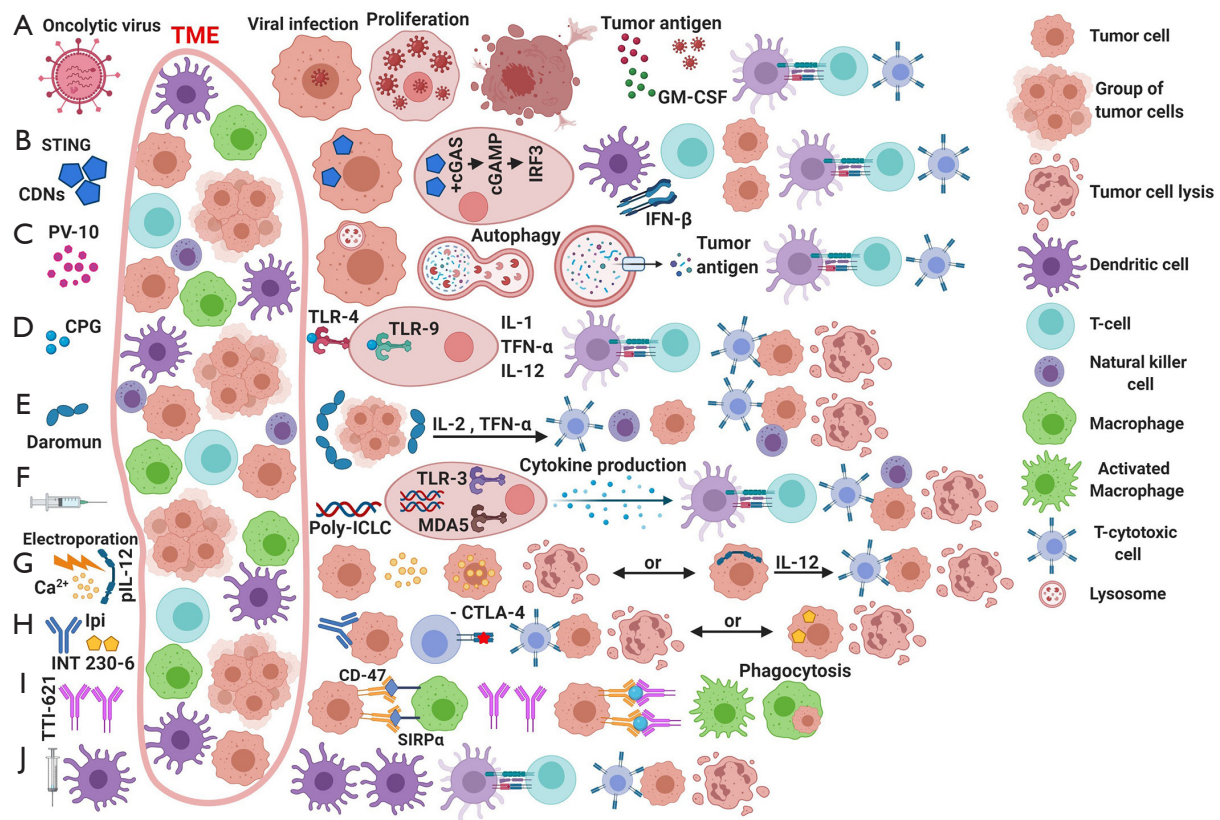 A
Oncolytic virus
TME
Viral infection
Proliferation
Tumor antigen
GM-CSF
B
STING
CDNs
+cGAS
cGAMP
IRF3
IFN-β
C
PV-10
Autophagy
Tumor
antigen
D
CPG
TLR-4
TLR-9
IL-1
TFN-α
IL-12
E
Daromun
IL-2 , TFN-α
F
Poly-ICLC
TLR-3
MDA5
Cytokine production
G
Electroporation
Ca²⁺
pIL-12
or
IL-12
H
Ipi
INT 230-6
- CTLA-4
or
I
TTI-621
CD-47
SIRPα
Phagocytosis
J
Tumor cell
Group of
tumor cells
Tumor cell lysis
Dendritic cell
T-cell
Natural killer
cell
Macrophage
Activated
Macrophage
T-cytotoxic
cell
Lysosome